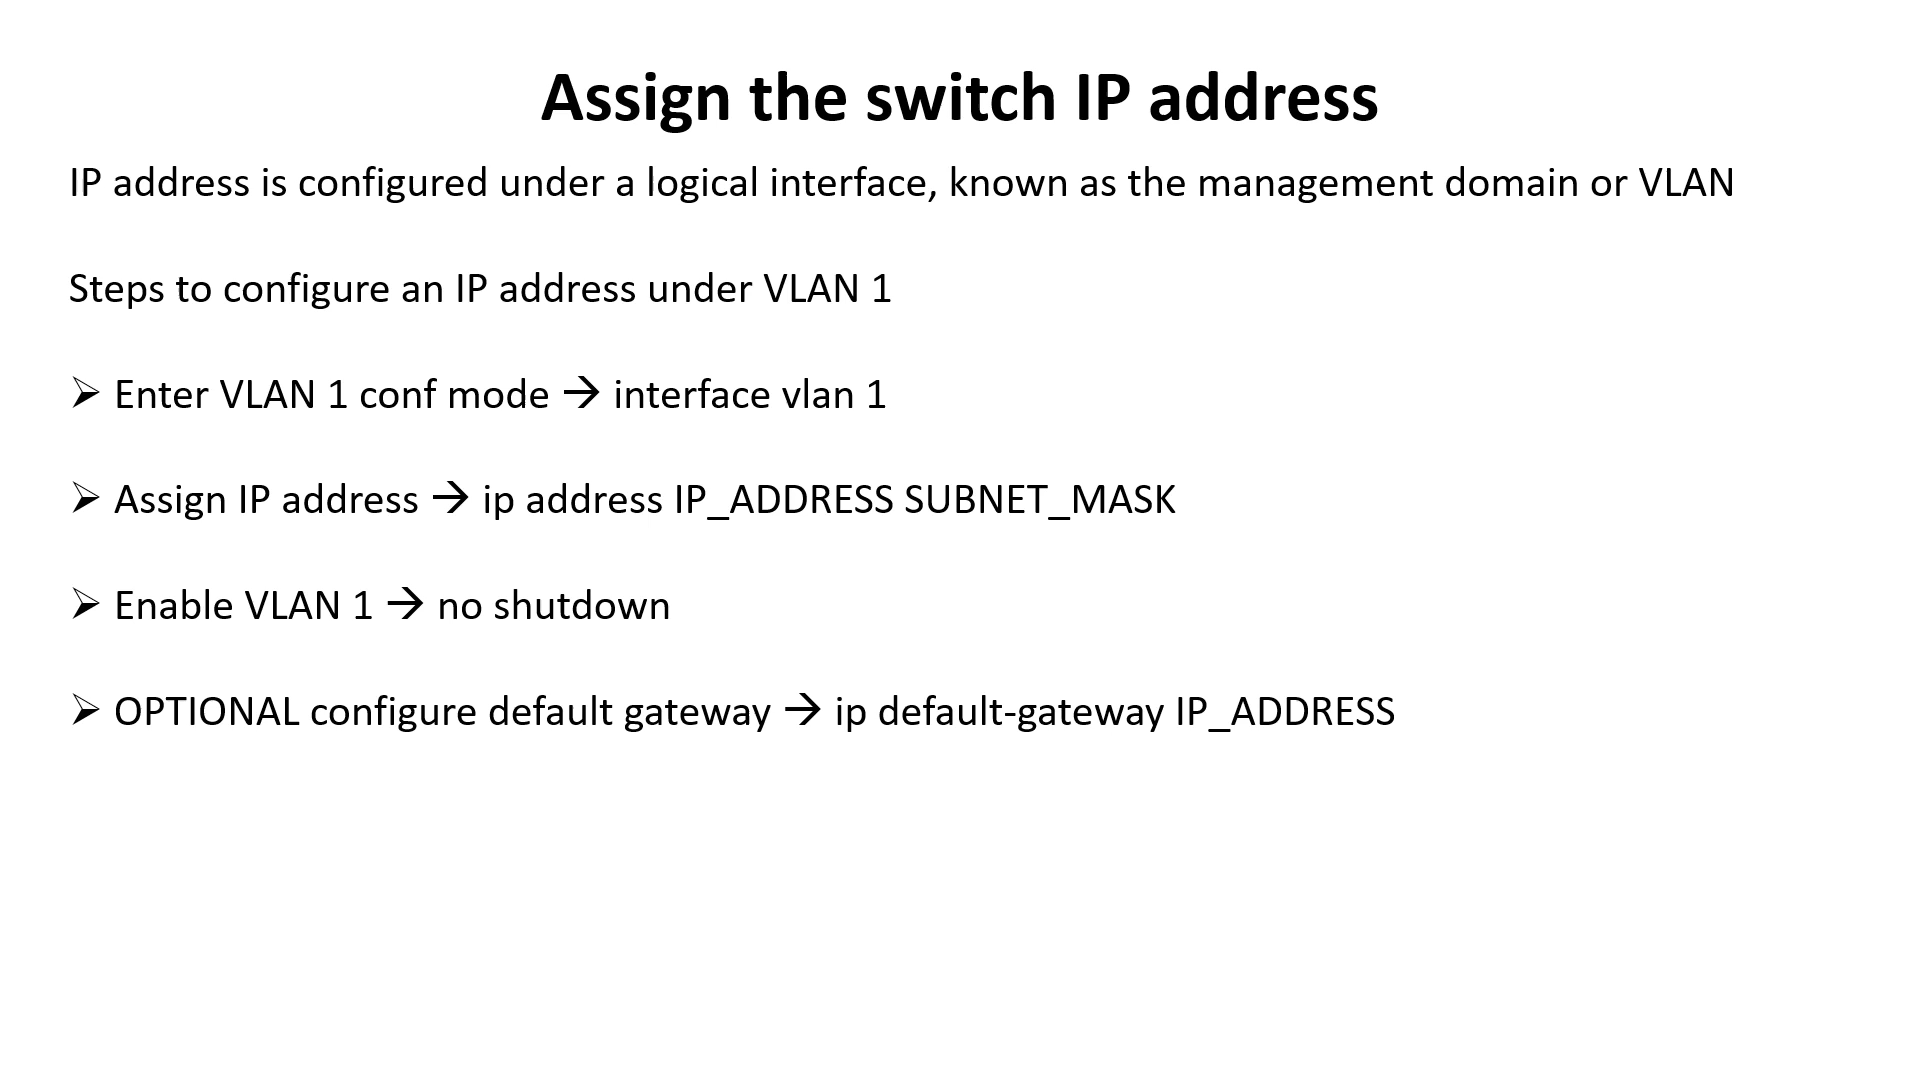 Assign the switch IP address
IP address is configured under a logical interface, known as the management domain or VLAN
Steps to configure an IP address under VLAN 1
➢ Enter VLAN 1 conf mode → interface vlan 1
➢ Assign IP address → ip address IP_ADDRESS SUBNET_MASK
➢ Enable VLAN 1 → no shutdown
➢ OPTIONAL configure default gateway → ip default-gateway IP_ADDRESS